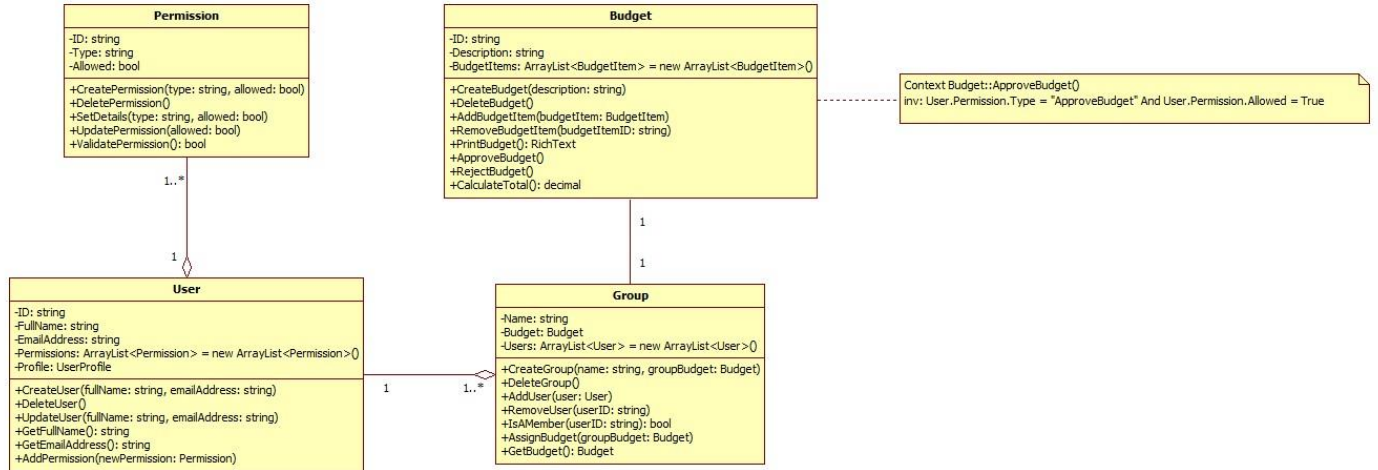 Permission
-ID: string
-Type: string
-Allowed: bool
+CreatePermission(type: string, allowed: bool)
+DeletePermission()
+SetDetails(type: string, allowed: bool)
+UpdatePermission(allowed: bool)
+ValidatePermission(): bool
Budget
-ID: string
-Description: string
-BudgetItems: ArrayList<BudgetItem> = new ArrayList<BudgetItem>()
+CreateBudget(description: string)
+DeleteBudget()
+AddBudgetItem(budgetItem: BudgetItem)
+RemoveBudgetItem(budgetItemID: string)
+PrintBudget(): RichText
+ApproveBudget()
+RejectBudget()
+CalculateTotal(): decimal
Context Budget::ApproveBudget()
inv: User.Permission.Type = "ApproveBudget" And User.Permission.Allowed = True
1..*
1
1
1
User
-ID: string
-FullName: string
-EmailAddress: string
-Permissions: ArrayList<Permission> = new ArrayList<Permission>()
-Profile: UserProfile
+CreateUser(fullName: string, emailAddress: string)
+DeleteUser()
+UpdateUser(fullName: string, emailAddress: string)
+GetFullName(): string
+GetEmailAddress(): string
+AddPermission(newPermission: Permission)
1
1..*
Group
-Name: string
-Budget: Budget
-Users: ArrayList<User> = new ArrayList<User>()
+CreateGroup(name: string, groupBudget: Budget)
+DeleteGroup()
+AddUser(user: User)
+RemoveUser(userID: string)
+IsAMember(userID: string): bool
+AssignBudget(groupBudget: Budget)
+GetBudget(): Budget